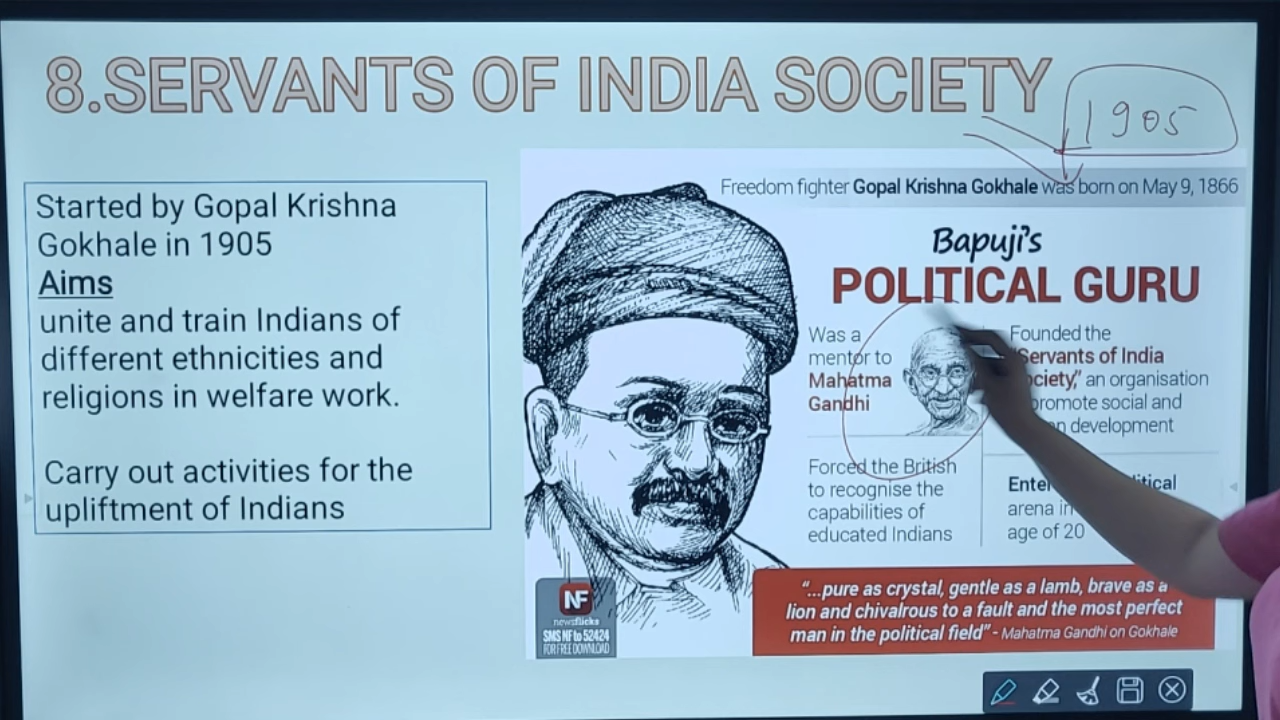 8.SERVANTS OF INDIA SOCIETY
1905
Started by Gopal Krishna
Gokhale in 1905
Aims
unite and train Indians of
different ethnicities and
religions in welfare work.
Carry out activities for the
upliftment of Indians
Freedom fighter Gopal Krishna Gokhale was born on May 9, 1866
Bapuji's
POLITICAL GURU
Was a
mentor to
Mahatma
Gandhi
Founded the
"Servants of India
ociety," an organisation
promote social and
development
Forced the British
to recognise the
capabilities of
educated Indians
Enter itical
arena in
age of 20
"...pure as crystal, gentle as a lamb, brave as a
lion and chivalrous to a fault and the most perfect
man in the political field" - Mahatma Gandhi on Gokhale
NF
newsflicks
SMS NF to 52424
FOR FREE DOWNLOAD